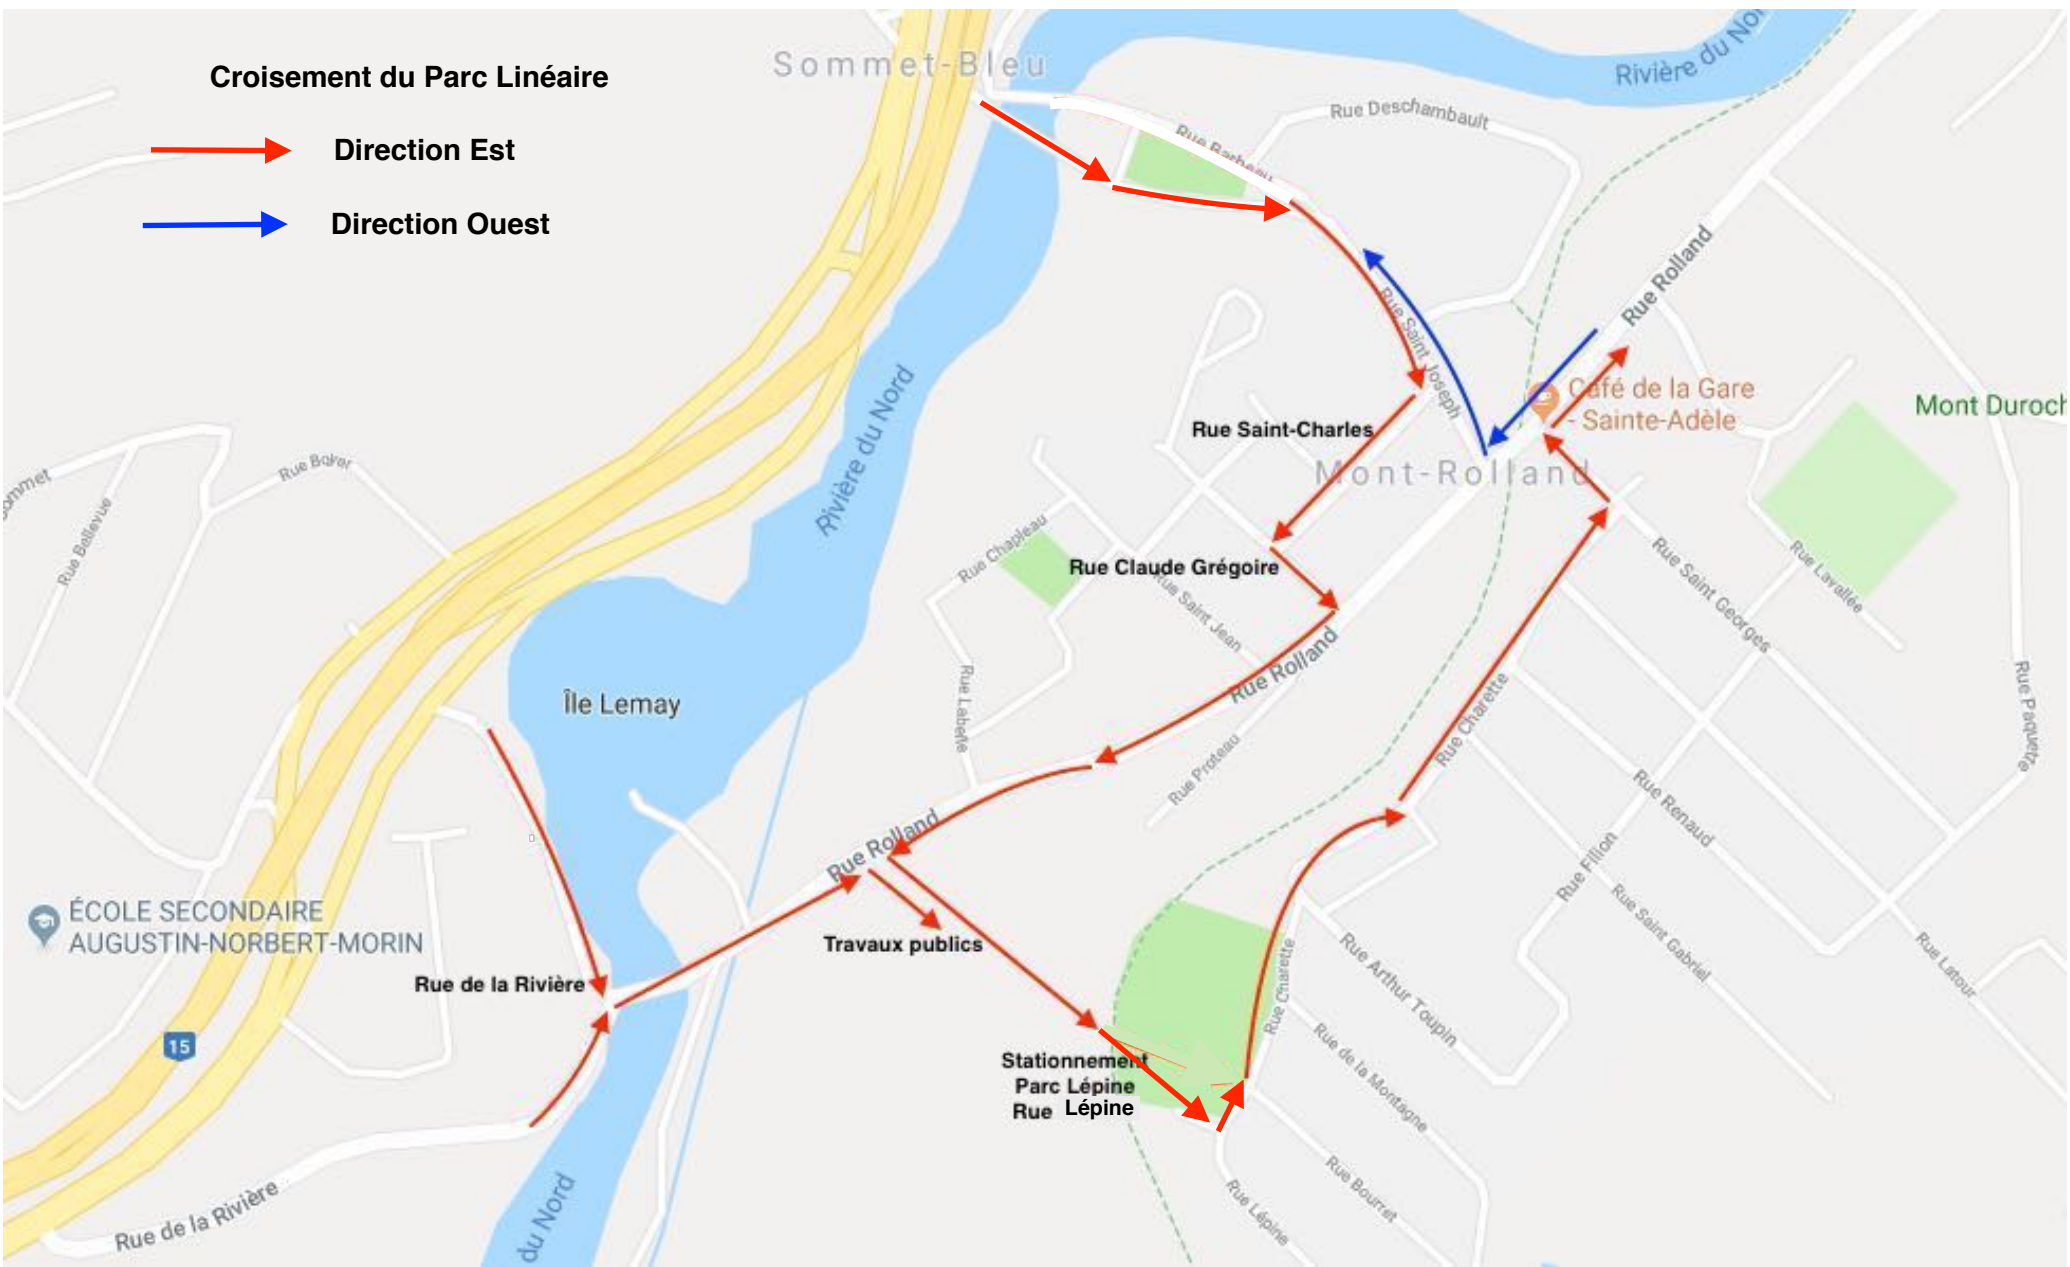 Sommet-Bleu
Rivière du Nor
Croisement du Parc Linéaire
Direction Est
Direction Ouest
Rue Deschambault
Rue Barbeau
Rue Rolland
Rue Saint Joseph
Café de la Gare
- Sainte-Adèle
Mont Duroch
Rivière du Nord
Rue Saint-Charles
Mont-Rolland
ommet
Rue Boyer
Rue Bellevue
Rue Chapleau
Rue Claude Grégoire
Rue Saint Jean
Rue Saint Georges
Rue Lavallée
Rue Rolland
Rue Labelle
Île Lemay
Rue Charette
Rue Paquette
Rue Proteau
Rue Renaud
Rue Rolland
Rue Filion
ÉCOLE SECONDAIRE
AUGUSTIN-NORBERT-MORIN
Travaux publics
Rue de la Rivière
Rue Charette
Rue Arthur Toupin
Rue Saint Gabriel
Rue Latour
15
Stationnement
Parc Lépine
Rue Lépine
Rue de la Montagne
Rue Bourret
Rue Lépine
Rue de la Rivière
du Nord